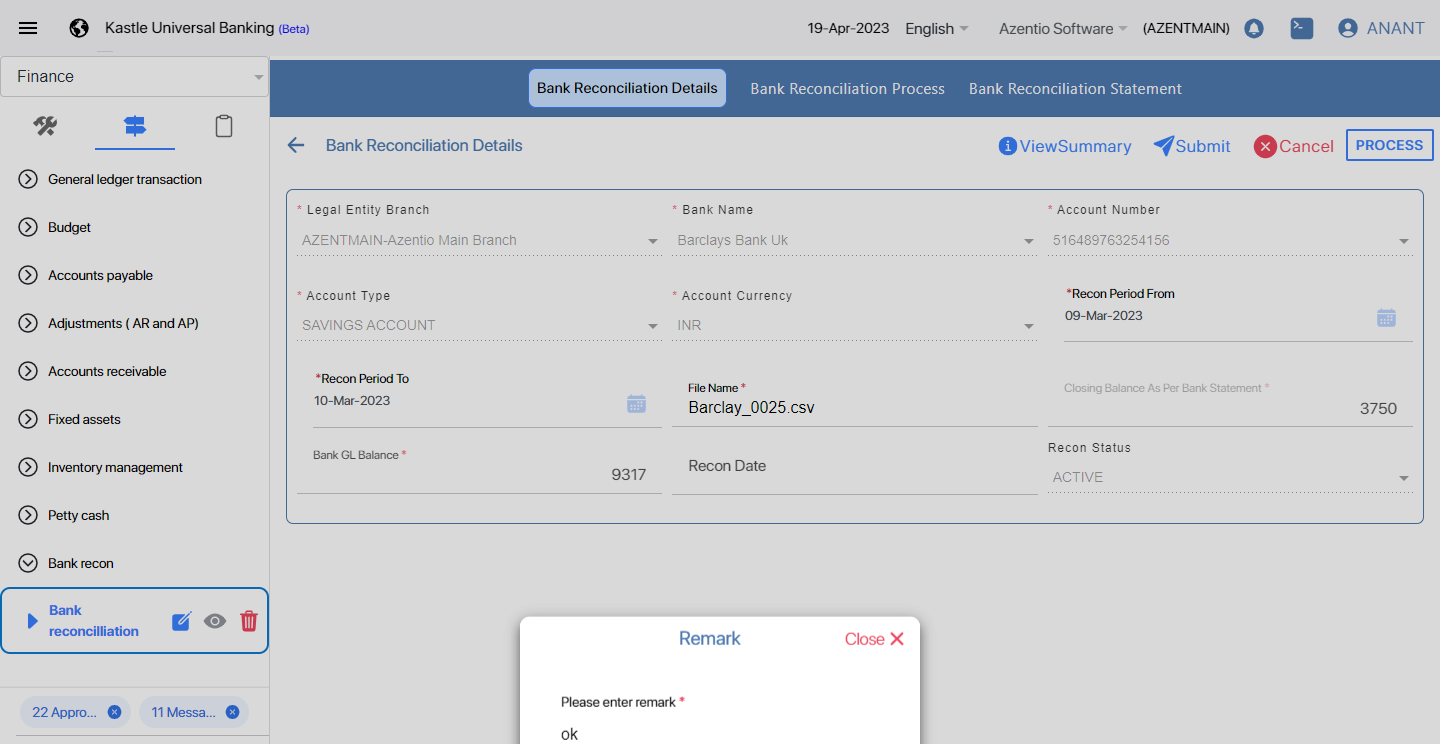 Kastle Universal Banking (Beta)
19-Apr-2023 English Azentio Software (AZENTMAIN) ANANT
Finance
Bank Reconciliation Details Bank Reconciliation Process Bank Reconciliation Statement
Bank Reconciliation Details
ViewSummary Submit Cancel PROCESS
General ledger transaction
Budget
Accounts payable
Adjustments ( AR and AP)
Accounts receivable
Fixed assets
Inventory management
Petty cash
Bank recon
Bank
reconcilliation
22 Appro... 11 Messa...
* Legal Entity Branch * Bank Name * Account Number
AZENTMAIN-Azentio Main Branch Barclays Bank Uk 516489763254156
* Account Type * Account Currency *Recon Period From
SAVINGS ACCOUNT INR 09-Mar-2023
*Recon Period To File Name * Closing Balance As Per Bank Statement *
10-Mar-2023 Barclay_0025.csv 3750
Bank GL Balance * Recon Date Recon Status
9317 ACTIVE
Remark Close
Please enter remark *
ok